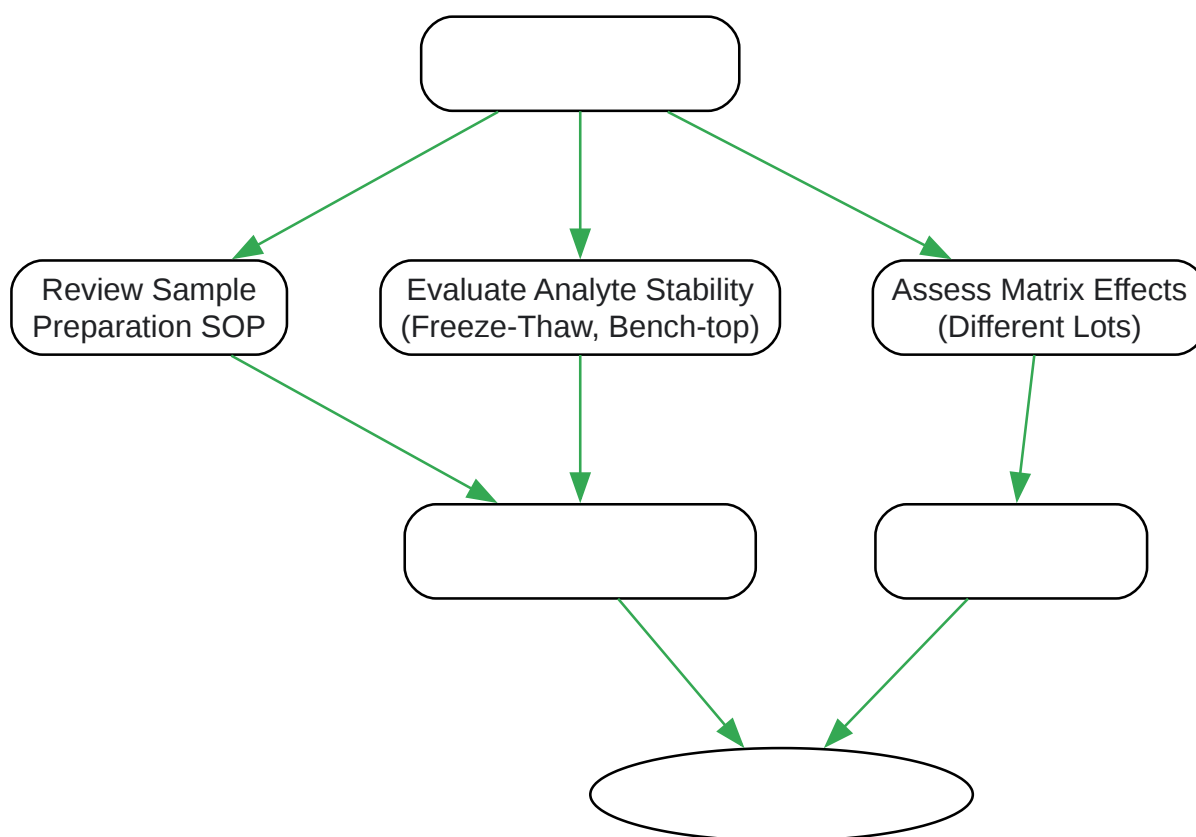 Review Sample
Preparation SOP
Evaluate Analyte Stability
(Freeze-Thaw, Bench-top)
Assess Matrix Effects
(Different Lots)